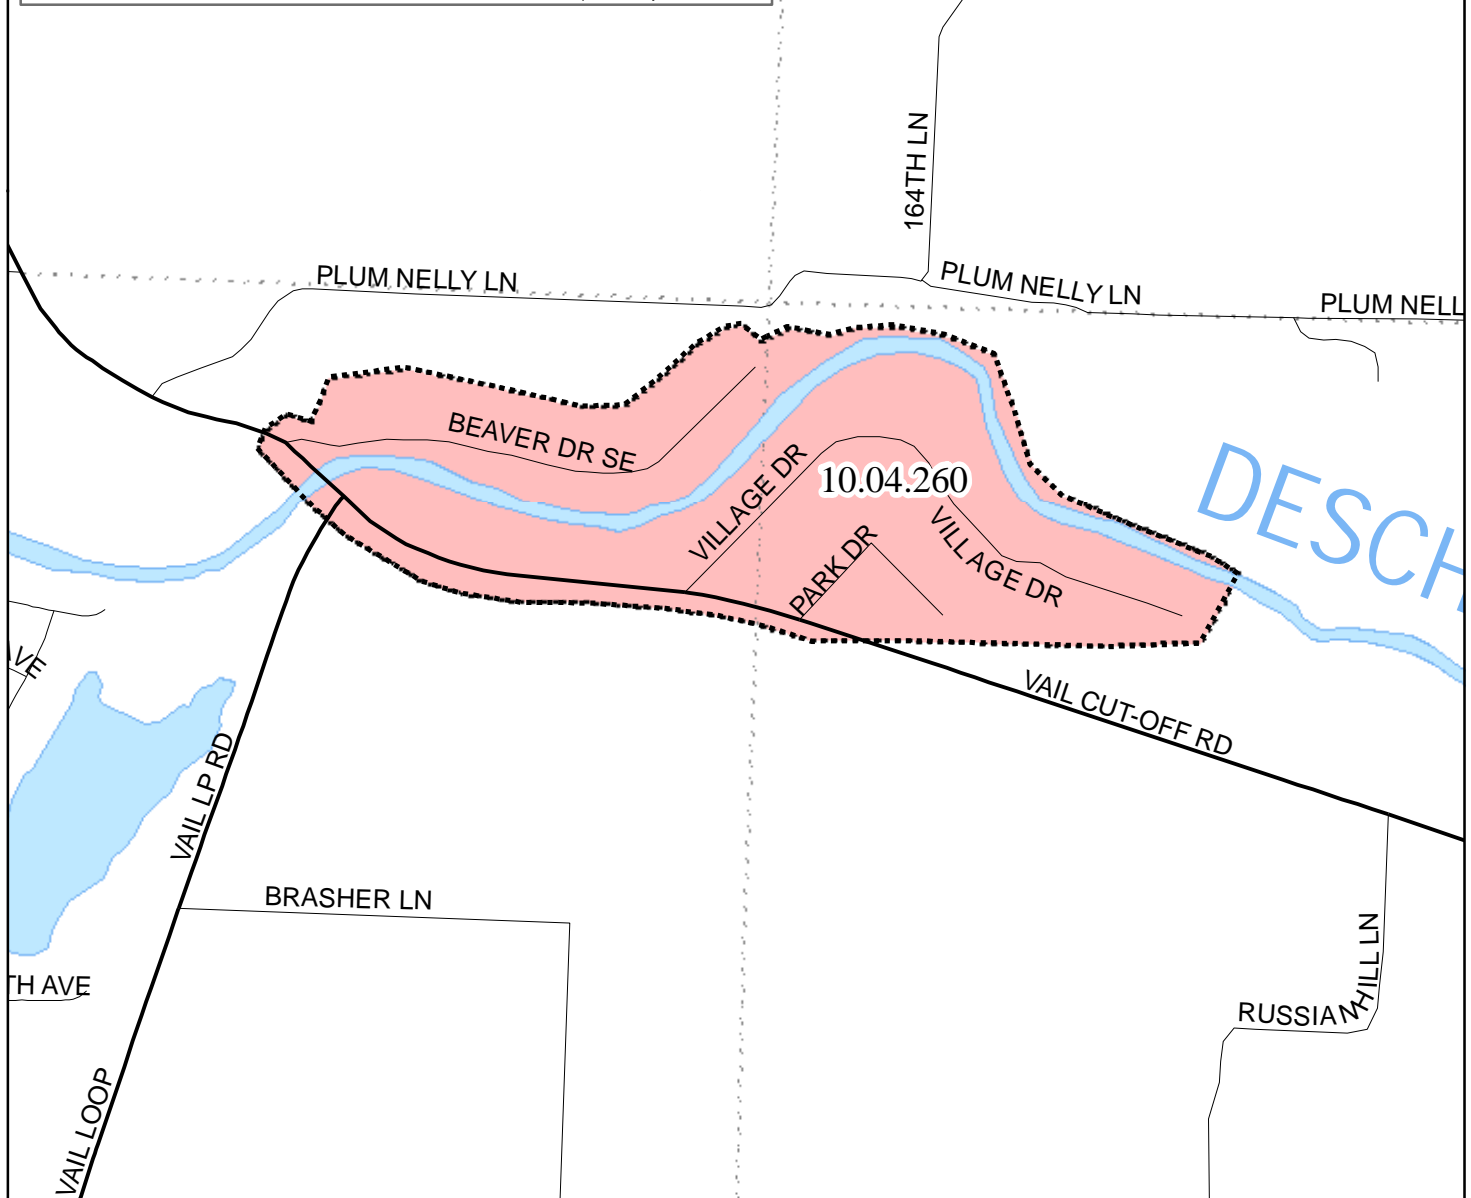 164TH LN
PLUM NELLY LN
PLUM NELLY LN
PLUM NELL
BEAVER DR SE
VILLAGE DR
10.04.260
DESCH
VILLAGE DR
PARK DR
AVE
VAIL CUT-OFF RD
VAIL LP RD
BRASHER LN
TH AVE
RUSSIAN HILL LN
VAIL LOOP